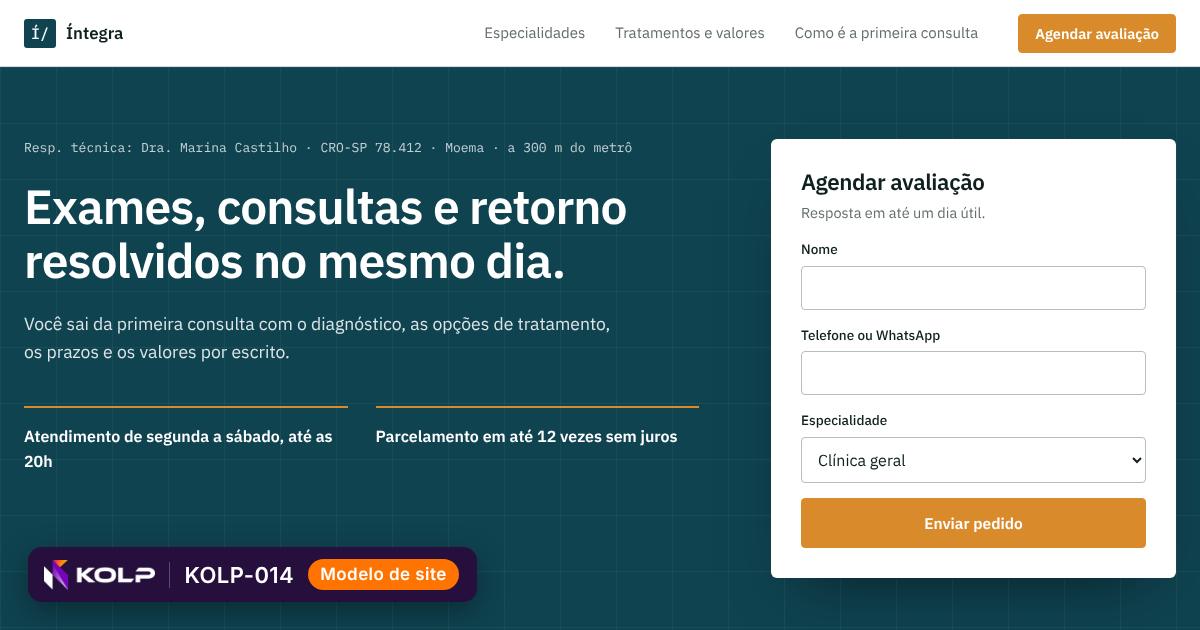 Í/ Íntegra
Especialidades Tratamentos e valores Como é a primeira consulta Agendar avaliação
Resp. técnica: Dra. Marina Castilho · CRO-SP 78.412 · Moema · a 300 m do metrô
Exames, consultas e retorno
resolvidos no mesmo dia.
Você sai da primeira consulta com o diagnóstico, as opções de tratamento,
os prazos e os valores por escrito.
Atendimento de segunda a sábado, até as
20h
Parcelamento em até 12 vezes sem juros
Agendar avaliação
Resposta em até um dia útil.
Nome
Telefone ou WhatsApp
Especialidade
Clínica geral
Enviar pedido
KOLP KOLP-014 Modelo de site